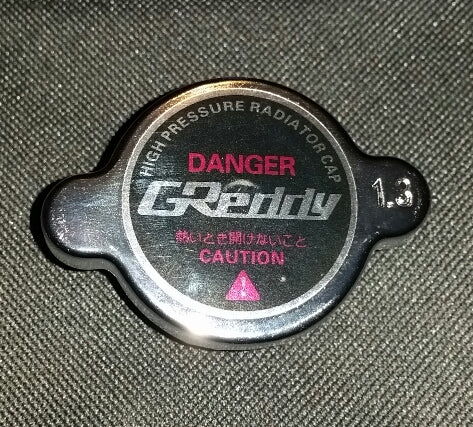 HIGH PRESSURE RADIATOR CAP
DANGER
GReddy
1.3
熱いとき開けないこと
CAUTION